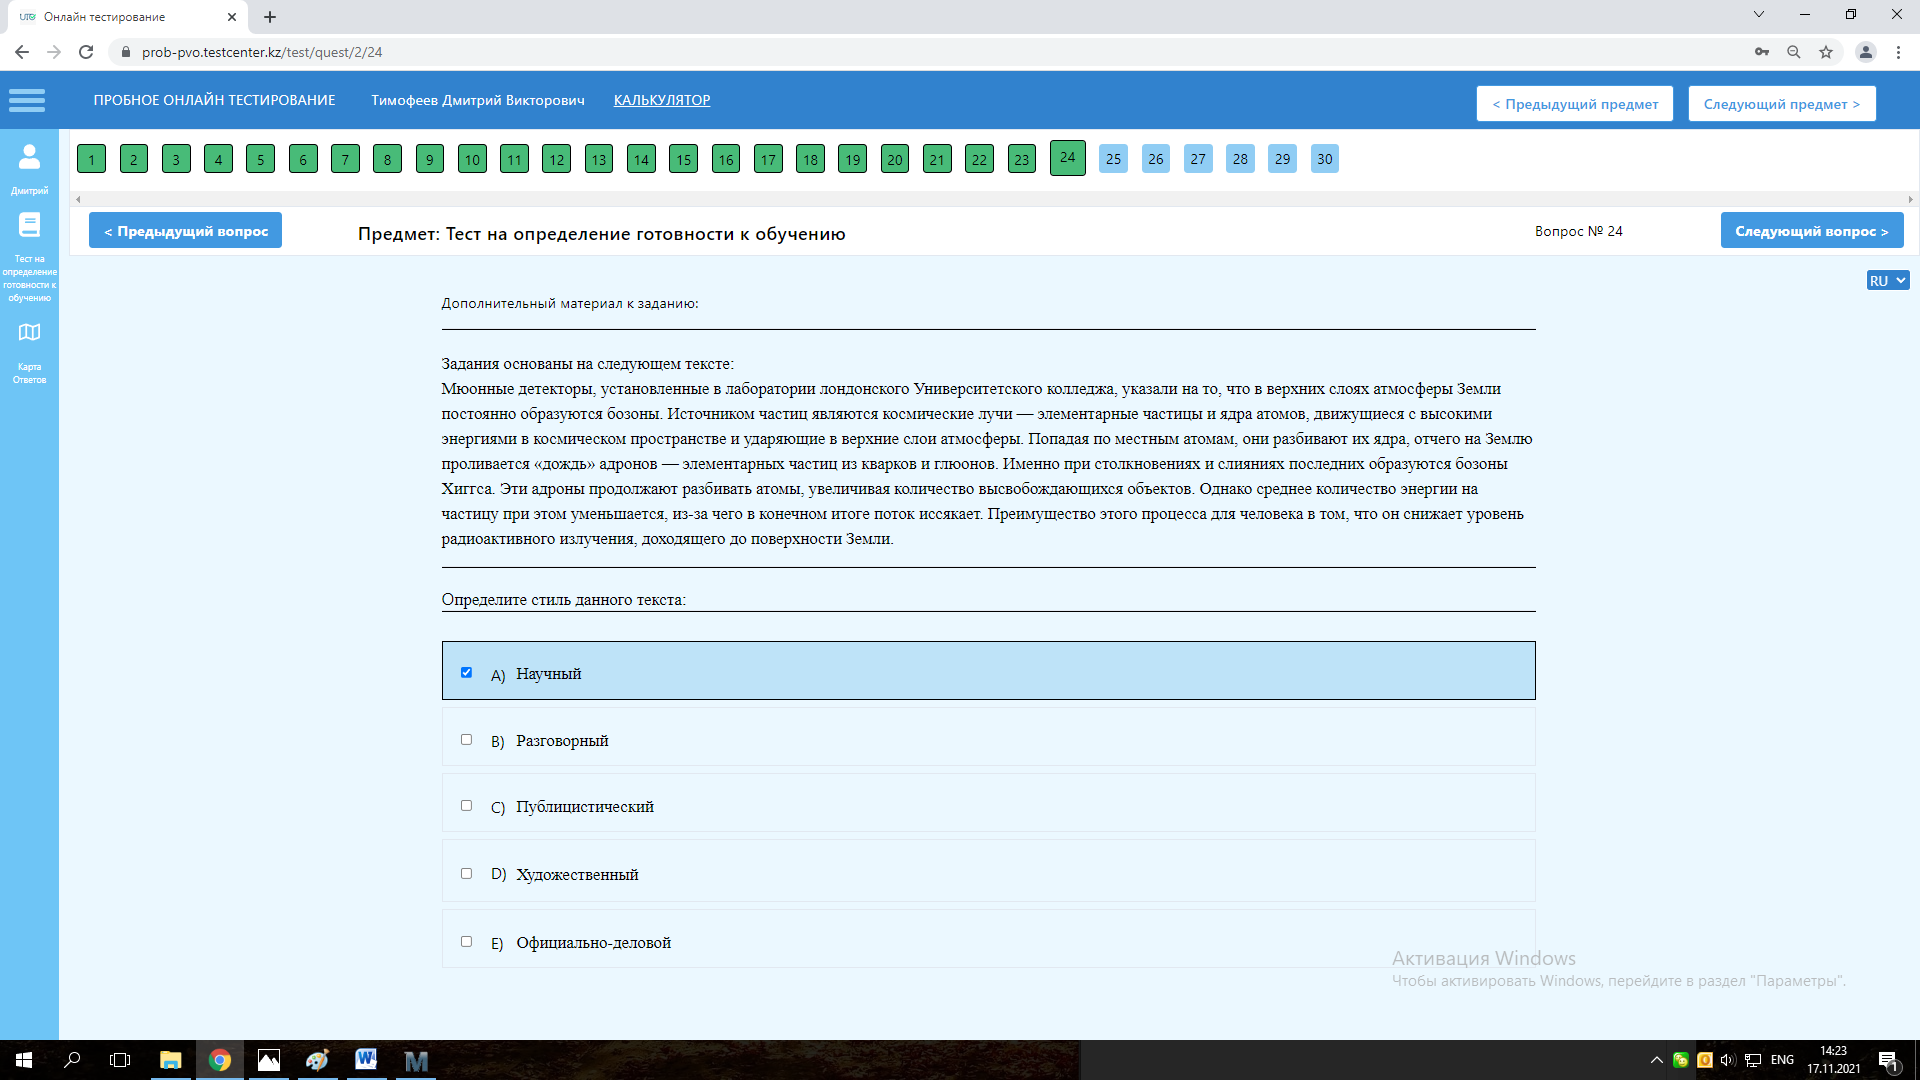 Онлайн тестирование
prob-pvo.testcenter.kz/test/quest/2/24
ПРОБНОЕ ОНЛАЙН ТЕСТИРОВАНИЕ Тимофеев Дмитрий Викторович КАЛЬКУЛЯТОР < Предыдущий предмет Следующий предмет >
1 2 3 4 5 6 7 8 9 10 11 12 13 14 15 16 17 18 19 20 21 22 23 24 25 26 27 28 29 30
Дмитрий
Тест на
определение
готовности к
обучению
Карта
Ответов
< Предыдущий вопрос Предмет: Тест на определение готовности к обучению Вопрос № 24 Следующий вопрос >
RU
Дополнительный материал к заданию:
Задания основаны на следующем тексте:
Мюонные детекторы, установленные в лаборатории лондонского Университетского колледжа, указали на то, что в верхних слоях атмосферы Земли
постоянно образуются бозоны. Источником частиц являются космические лучи — элементарные частицы и ядра атомов, движущиеся с высокими
энергиями в космическом пространстве и ударяющие в верхние слои атмосферы. Попадая по местным атомам, они разбивают их ядра, отчего на Землю
проливается «дождь» адронов — элементарных частиц из кварков и глюонов. Именно при столкновениях и слияниях последних образуются бозоны
Хиггса. Эти адроны продолжают разбивать атомы, увеличивая количество высвобождающихся объектов. Однако среднее количество энергии на
частицу при этом уменьшается, из-за чего в конечном итоге поток иссякает. Преимущество этого процесса для человека в том, что он снижает уровень
радиоактивного излучения, доходящего до поверхности Земли.
Определите стиль данного текста:
A) Научный
B) Разговорный
C) Публицистический
D) Художественный
E) Официально-деловой
Активация Windows
Чтобы активировать Windows, перейдите в раздел "Параметры".
ENG
14:23
17.11.2021
1